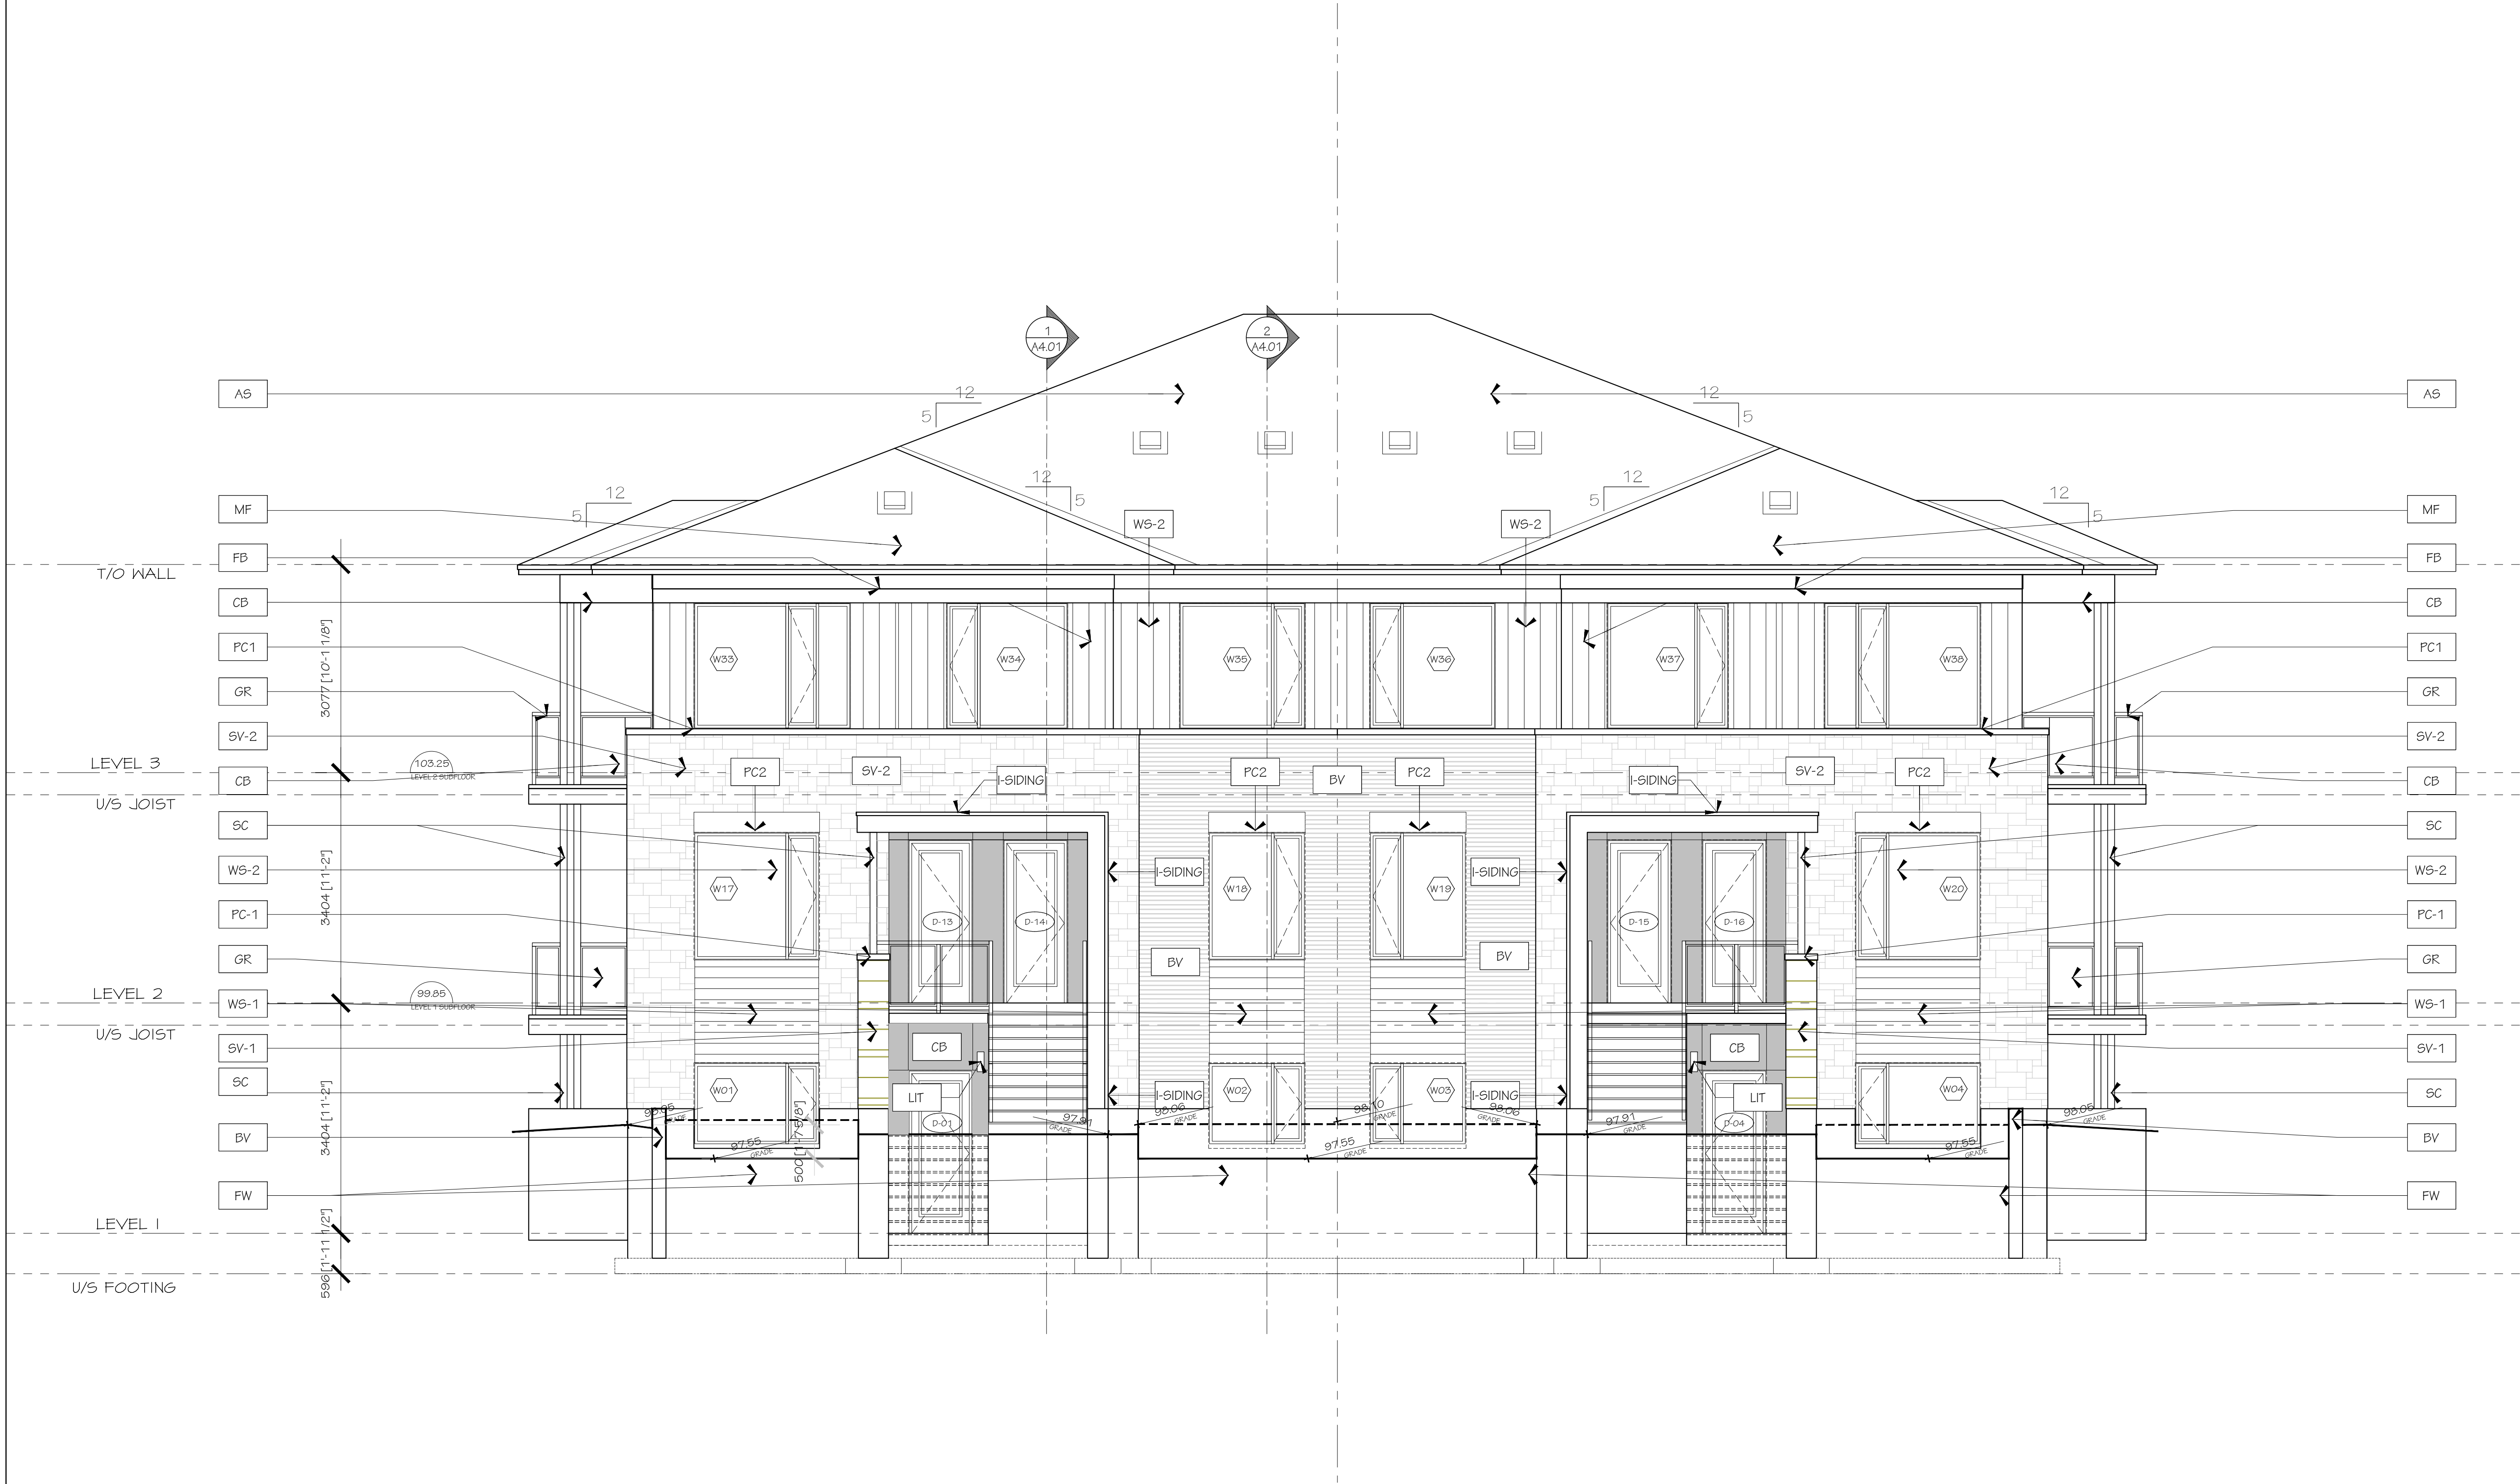 1
A4.01
2
A4.01
AS
12
5
12
5
AS
MF
12
5
12
5
WS-2
WS-2
12
5
12
5
MF
FB
FB
T/O WALL
CB
CB
3077 [10'-1 1/8"]
PC1
W33
W34
W35
W36
W37
W38
PC1
GR
GR
SV-2
SV-2
LEVEL 3
103.25
LEVEL 2 SUBFLOOR
PC2
SV-2
I-SIDING
PC2
BV
PC2
I-SIDING
SV-2
PC2
CB
CB
U/S JOIST
SC
SC
3404 [11'-2"]
WS-2
W17
I-SIDING
W18
W19
I-SIDING
W20
WS-2
PC-1
D-13
D-14
D-15
D-16
PC-1
GR
BV
BV
GR
LEVEL 2
99.85
LEVEL 1 SUBFLOOR
WS-1
WS-1
U/S JOIST
SV-1
CB
CB
SV-1
SC
W01
LIT
I-SIDING
W02
W03
I-SIDING
LIT
W04
SC
3404 [11'-2"]
98.05
GRADE
D-01
97.91
GRADE
98.06
GRADE
98.10
GRADE
98.06
GRADE
97.91
GRADE
D-04
98.05
GRADE
BV
97.55
GRADE
500 [1'-7 5/8"]
97.55
GRADE
97.55
GRADE
BV
FW
FW
LEVEL 1
596 [1'-11 1/2"]
U/S FOOTING